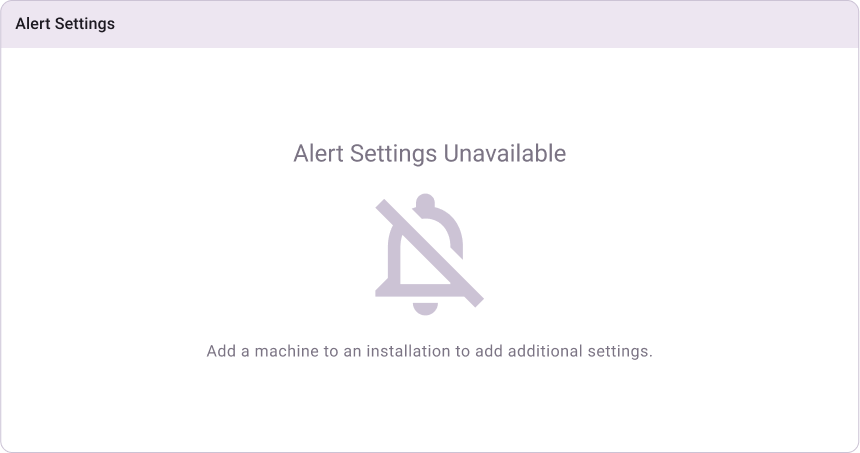 Alert Settings
Alert Settings Unavailable
Add a machine to an installation to add additional settings.